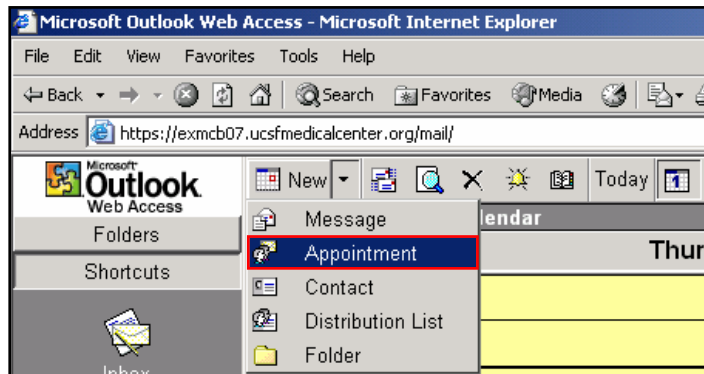 Microsoft Outlook Web Access - Microsoft Internet Explorer
File Edit View Favorites Tools Help
Back Search Favorites Media
Address https://exmcb07.ucsfmedicalcenter.org/mail/
Microsoft
Outlook
Web Access
New Today 1
Folders
Shortcuts
Inbox
Message
Appointment
Contact
Distribution List
Folder
lendar
Thur